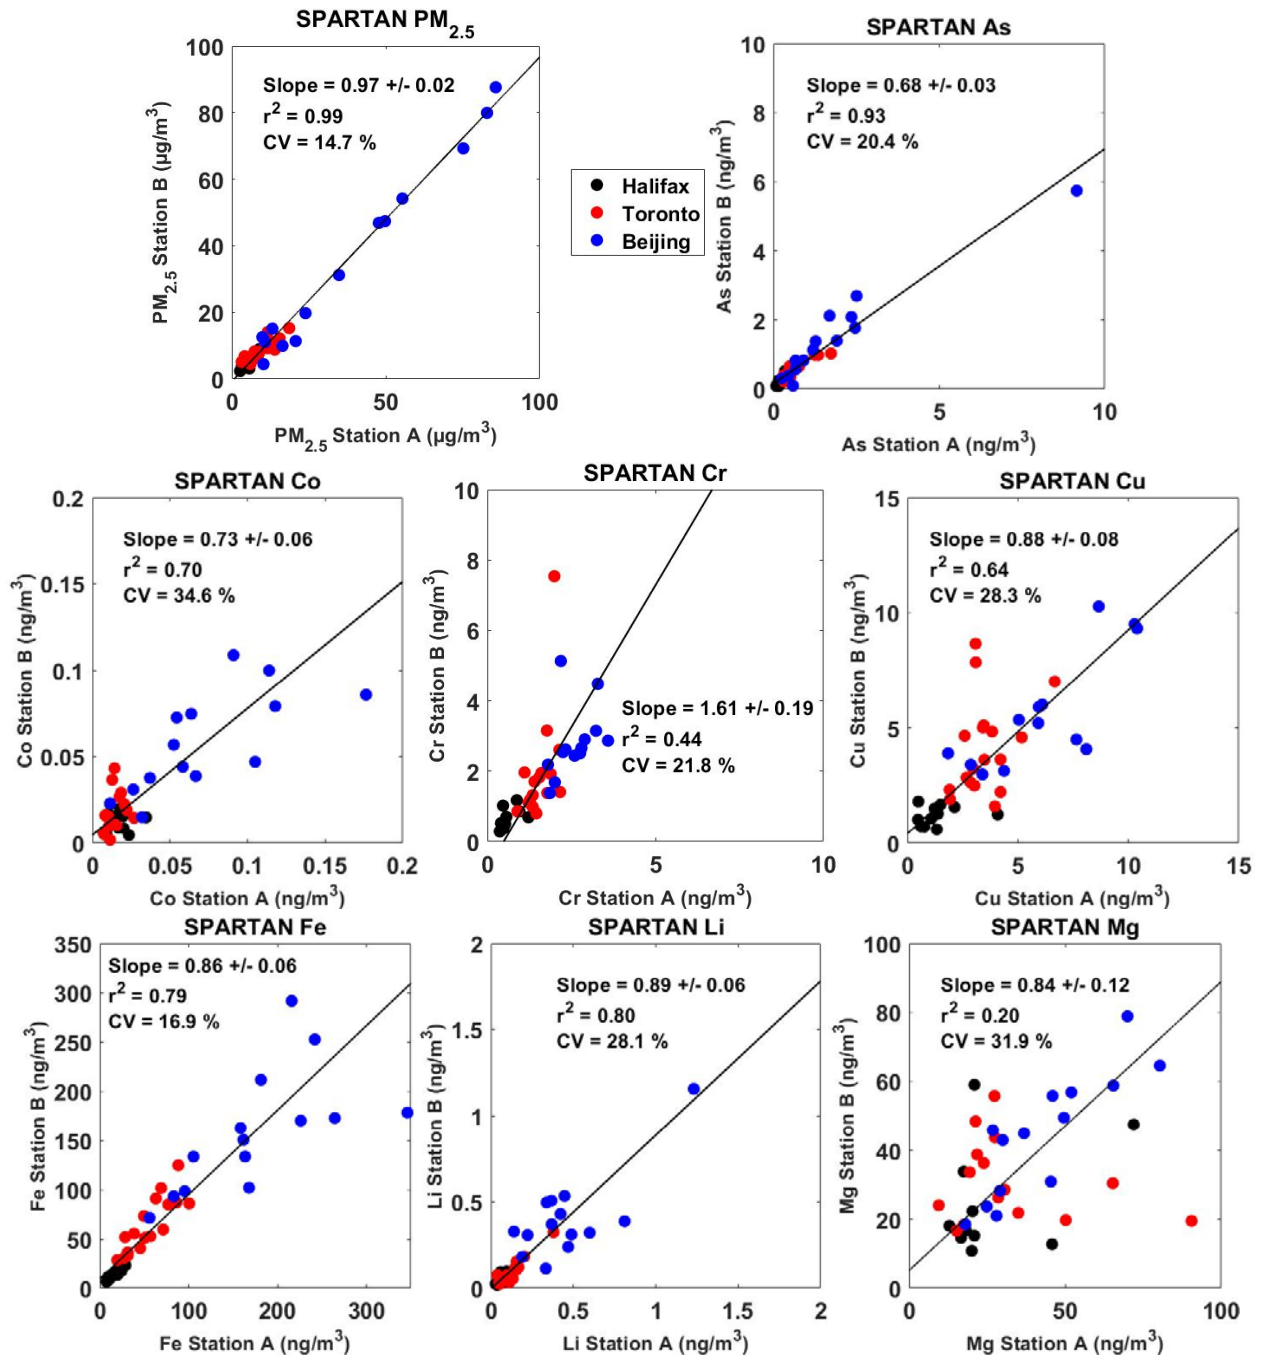 SPARTAN PM2.5
100
80
60
40
20
0
0 50 100
PM2.5 Station B (µg/m3)
PM2.5 Station A (µg/m3)
Slope = 0.97 +/- 0.02
r2 = 0.99
CV = 14.7 %
Halifax
Toronto
Beijing
SPARTAN As
10
8
6
4
2
0
0 5 10
As Station B (ng/m3)
As Station A (ng/m3)
Slope = 0.68 +/- 0.03
r2 = 0.93
CV = 20.4 %
SPARTAN Co
0.2
0.15
0.1
0.05
0
0 0.05 0.1 0.15 0.2
Co Station B (ng/m3)
Co Station A (ng/m3)
Slope = 0.73 +/- 0.06
r2 = 0.70
CV = 34.6 %
SPARTAN Cr
10
8
6
4
2
0
0 5 10
Cr Station B (ng/m3)
Cr Station A (ng/m3)
Slope = 1.61 +/- 0.19
r2 = 0.44
CV = 21.8 %
SPARTAN Cu
15
10
5
0
0 5 10 15
Cu Station B (ng/m3)
Cu Station A (ng/m3)
Slope = 0.88 +/- 0.08
r2 = 0.64
CV = 28.3 %
SPARTAN Fe
350
300
250
200
150
100
50
0
0 100 200 300
Fe Station B (ng/m3)
Fe Station A (ng/m3)
Slope = 0.86 +/- 0.06
r2 = 0.79
CV = 16.9 %
SPARTAN Li
2
1.5
1
0.5
0
0 0.5 1 1.5 2
Li Station B (ng/m3)
Li Station A (ng/m3)
Slope = 0.89 +/- 0.06
r2 = 0.80
CV = 28.1 %
SPARTAN Mg
100
80
60
40
20
0
0 50 100
Mg Station B (ng/m3)
Mg Station A (ng/m3)
Slope = 0.84 +/- 0.12
r2 = 0.20
CV = 31.9 %